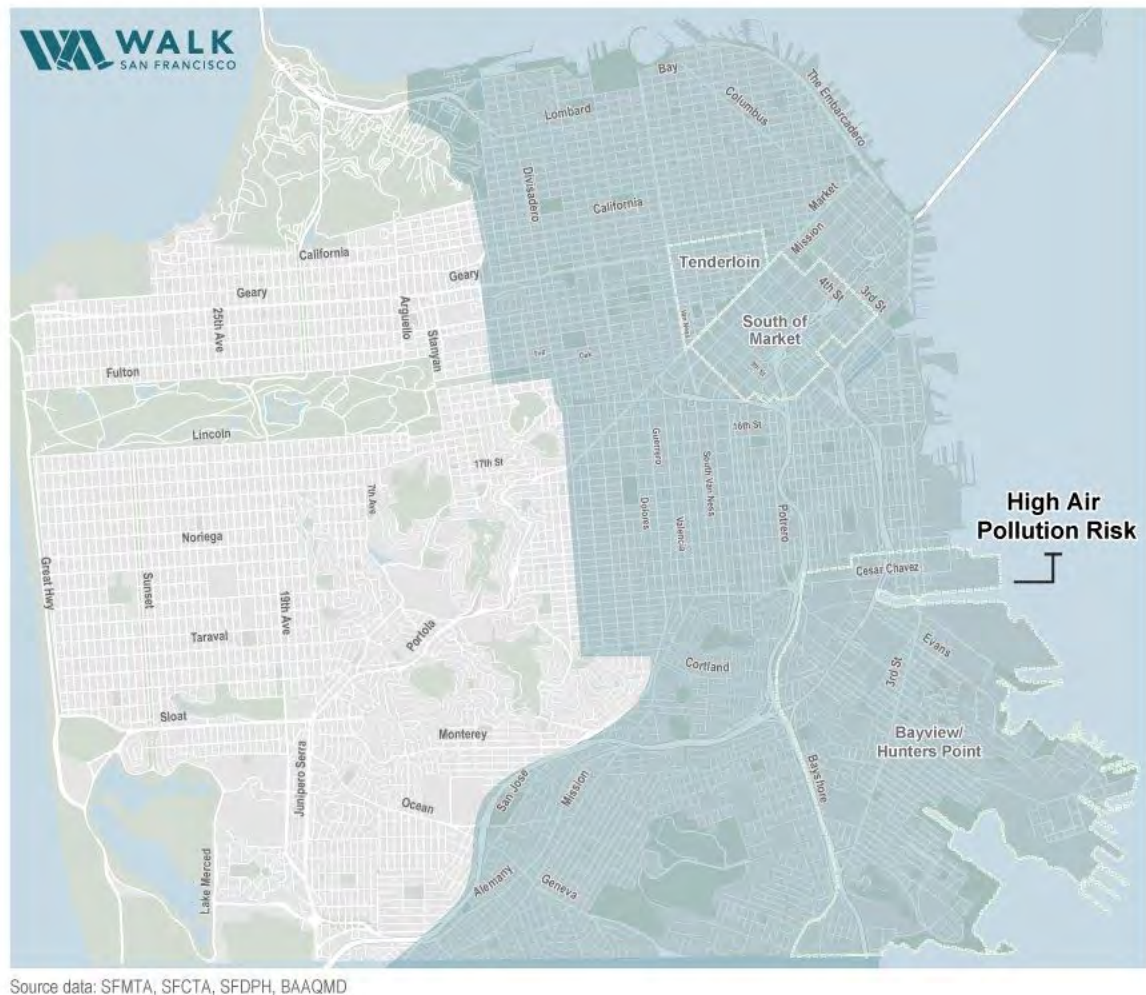 WALK
SAN FRANCISCO
Bay
Lombard
Columbus
The Embarcadero
Divisadero
California
Market
Mission
California
Tenderloin
Geary
Geary
4th St
3rd St
25th Ave
Arguello
Stanyan
Van Ness
South of
Market
Fulton
Oak
Lincoln
16th St
Guerrero
South Van Ness
17th St
7th Ave
Dolores
Valencia
Potrero
High Air
Pollution Risk
Noriega
Cesar Chavez
Great Hwy
Sunset
19th Ave
Taraval
Portola
Evans
Cortland
3rd St
Sloat
Monterey
Bayview/
Hunters Point
Junipero Serra
San Jose
Mission
Bayshore
Ocean
Lake Merced
Alemany
Geneva
Source data: SFMTA, SFCTA, SFDPH, BAAQMD